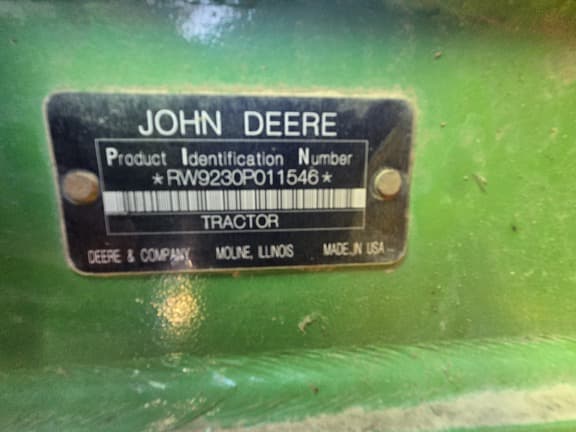 JOHN DEERE
Product Identification Number
*RW9230P011546*
TRACTOR
DEERE & COMPANY MOLINE, ILLINOIS MADE IN USA